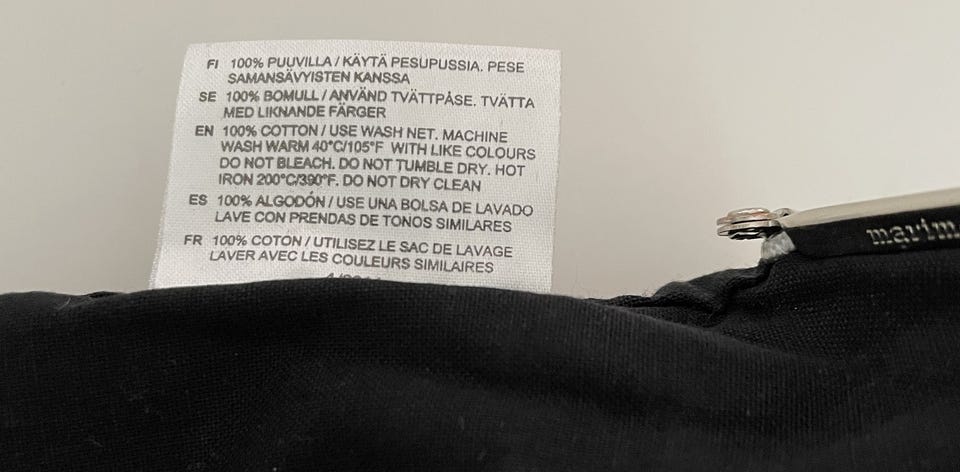 FI 100% PUUVILLA / KÄYTÄ PESUPUSSIA. PESE
SAMANSÄVYISTEN KANSSA
SE 100% BOMULL / ANVÄND TVÄTTPÅSE. TVÄTTA
MED LIKNANDE FÄRGER
EN 100% COTTON / USE WASH NET. MACHINE
WASH WARM 40°C/105°F WITH LIKE COLOURS
DO NOT BLEACH. DO NOT TUMBLE DRY. HOT
IRON 200°C/390°F. DO NOT DRY CLEAN
ES 100% ALGODÓN / USE UNA BOLSA DE LAVADO
LAVE CON PRENDAS DE TONOS SIMILARES
FR 100% COTON / UTILISEZ LE SAC DE LAVAGE
LAVER AVEC LES COULEURS SIMILAIRES
marim